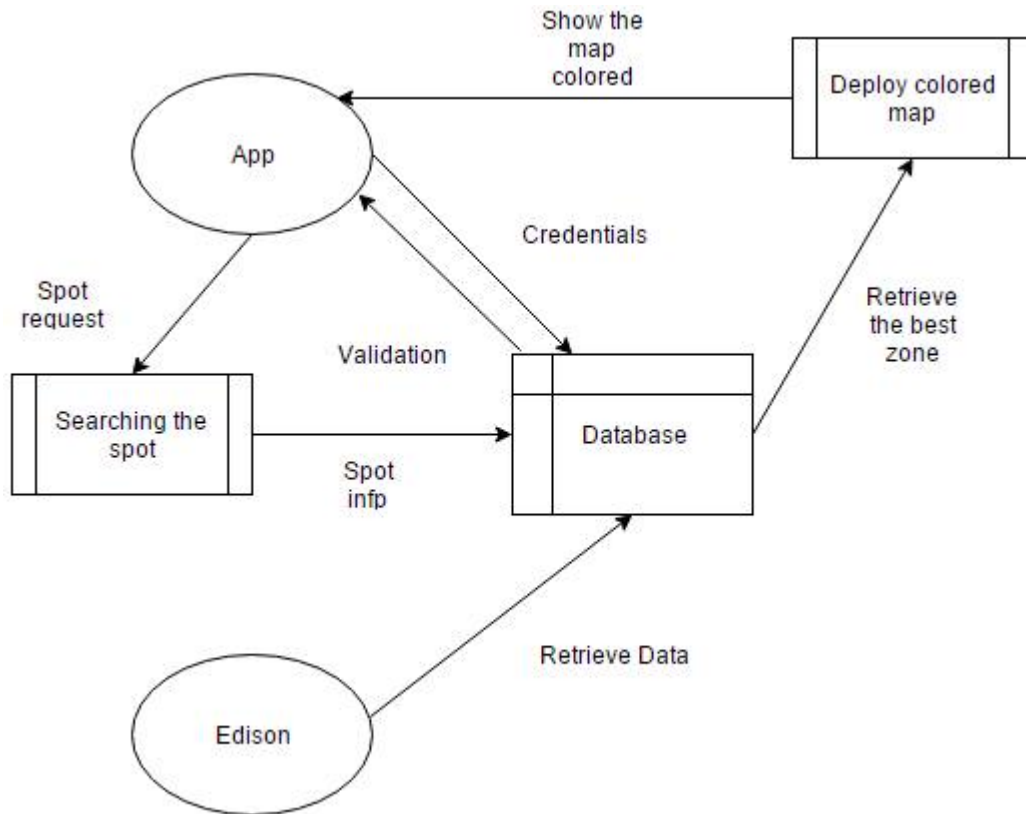 Show the
map
colored
Deploy colored
map
App
Credentials
Spot
request
Retrieve
the best
zone
Validation
Searching the
spot
Database
Spot
infp
Retrieve Data
Edison